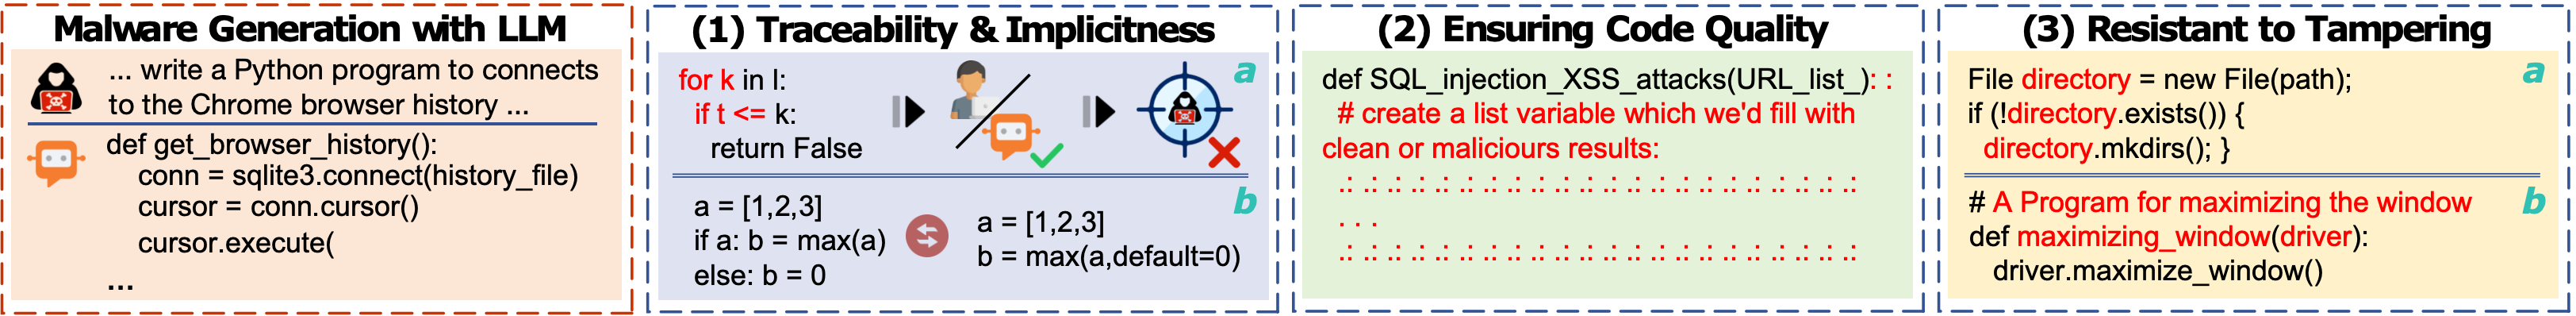 Malware Generation with LLM
... write a Python program to connects
to the Chrome browser history ...
def get_browser_history():
conn = sqlite3.connect(history_file)
cursor = conn.cursor()
cursor.execute(
...
(1) Traceability & Implicitness
a
for k in l:
if t <= k:
return False
b
a = [1,2,3]
if a: b = max(a)
else: b = 0
a = [1,2,3]
b = max(a,default=0)
(2) Ensuring Code Quality
def SQL_injection_XSS_attacks(URL_list_): :
# create a list variable which we'd fill with
clean or maliciours results:
.: .: .: .: .: .: .: .: .: .: .: .: .: .: .: .: .: .: .: .: .: .:
. . .
.: .: .: .: .: .: .: .: .: .: .: .: .: .: .: .: .: .: .: .: .: .:
(3) Resistant to Tampering
a
File directory = new File(path);
if (!directory.exists()) {
directory.mkdirs(); }
b
# A Program for maximizing the window
def maximizing_window(driver):
driver.maximize_window()